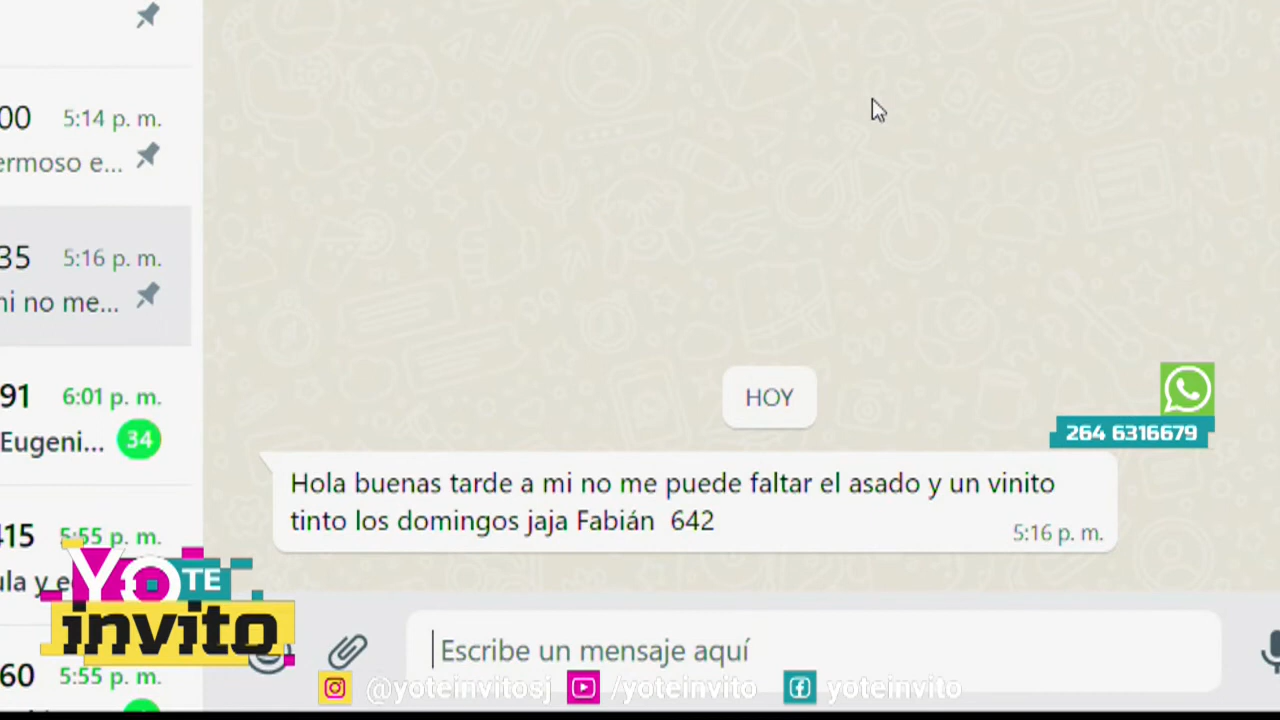 00 5:14 p. m.
ermoso e...
35 5:16 p. m.
ni no me...
91 6:01 p. m.
Eugeni... 34
415 5:55 p. m.
ula y e
60 5:55 p. m.
HOY
264 6316679
Hola buenas tarde a mi no me puede faltar el asado y un vinito
tinto los domingos jaja Fabián 642
5:16 p. m.
Escribe un mensaje aquí
YO TE
invito
@yoteinvitosj /yoteinvito yoteinvito